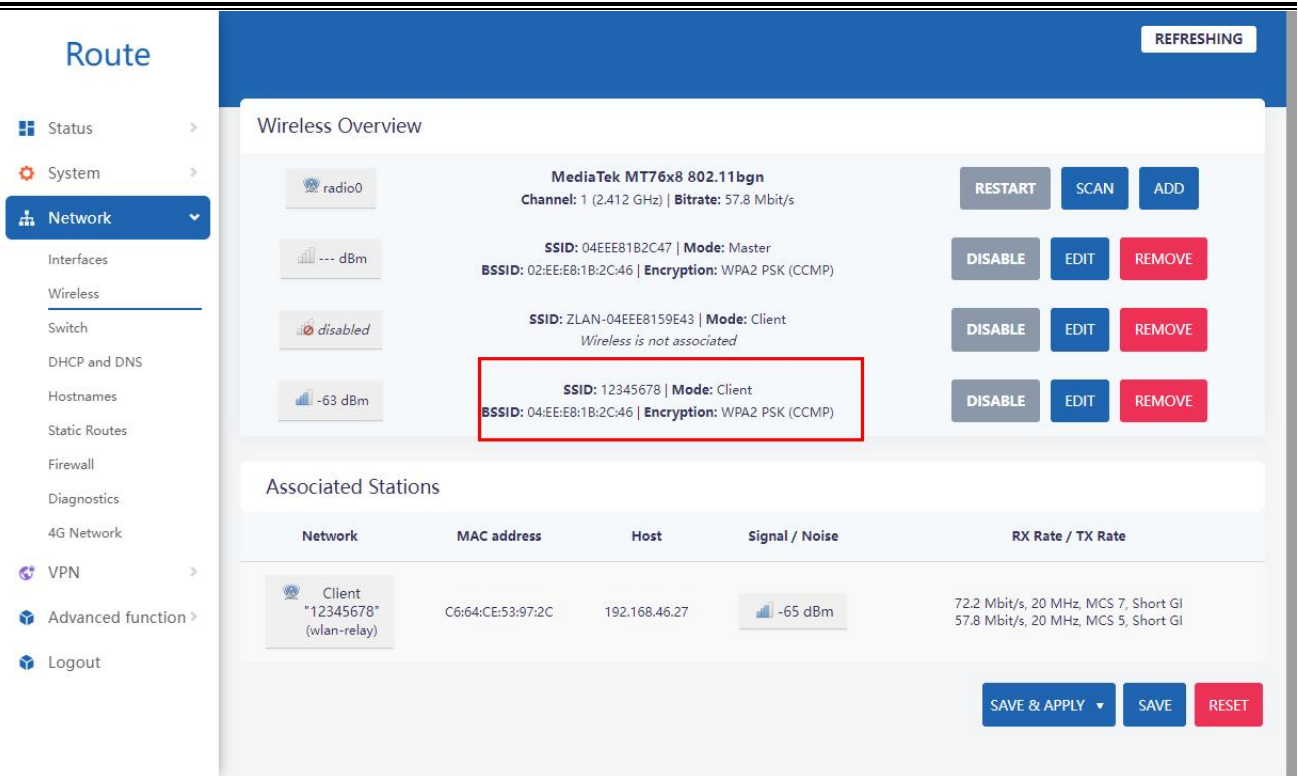 Route
REFRESHING
Status
System
Network
Interfaces
Wireless
Switch
DHCP and DNS
Hostnames
Static Routes
Firewall
Diagnostics
4G Network
VPN
Advanced function
Logout
Wireless Overview
radio0
MediaTek MT76x8 802.11bgn
Channel: 1 (2.412 GHz) | Bitrate: 57.8 Mbit/s
RESTART SCAN ADD
--- dBm
SSID: 04EEE81B2C47 | Mode: Master
BSSID: 02:EE:E8:1B:2C:46 | Encryption: WPA2 PSK (CCMP)
DISABLE EDIT REMOVE
disabled
SSID: ZLAN-04EEE8159E43 | Mode: Client
Wireless is not associated
DISABLE EDIT REMOVE
-63 dBm
SSID: 12345678 | Mode: Client
BSSID: 04:EE:E8:1B:2C:46 | Encryption: WPA2 PSK (CCMP)
DISABLE EDIT REMOVE
Associated Stations
Network MAC address Host Signal / Noise RX Rate / TX Rate
Client
"12345678"
(wlan-relay)
C6:64:CE:53:97:2C
192.168.46.27
-65 dBm
72.2 Mbit/s, 20 MHz, MCS 7, Short GI
57.8 Mbit/s, 20 MHz, MCS 5, Short GI
SAVE & APPLY SAVE RESET